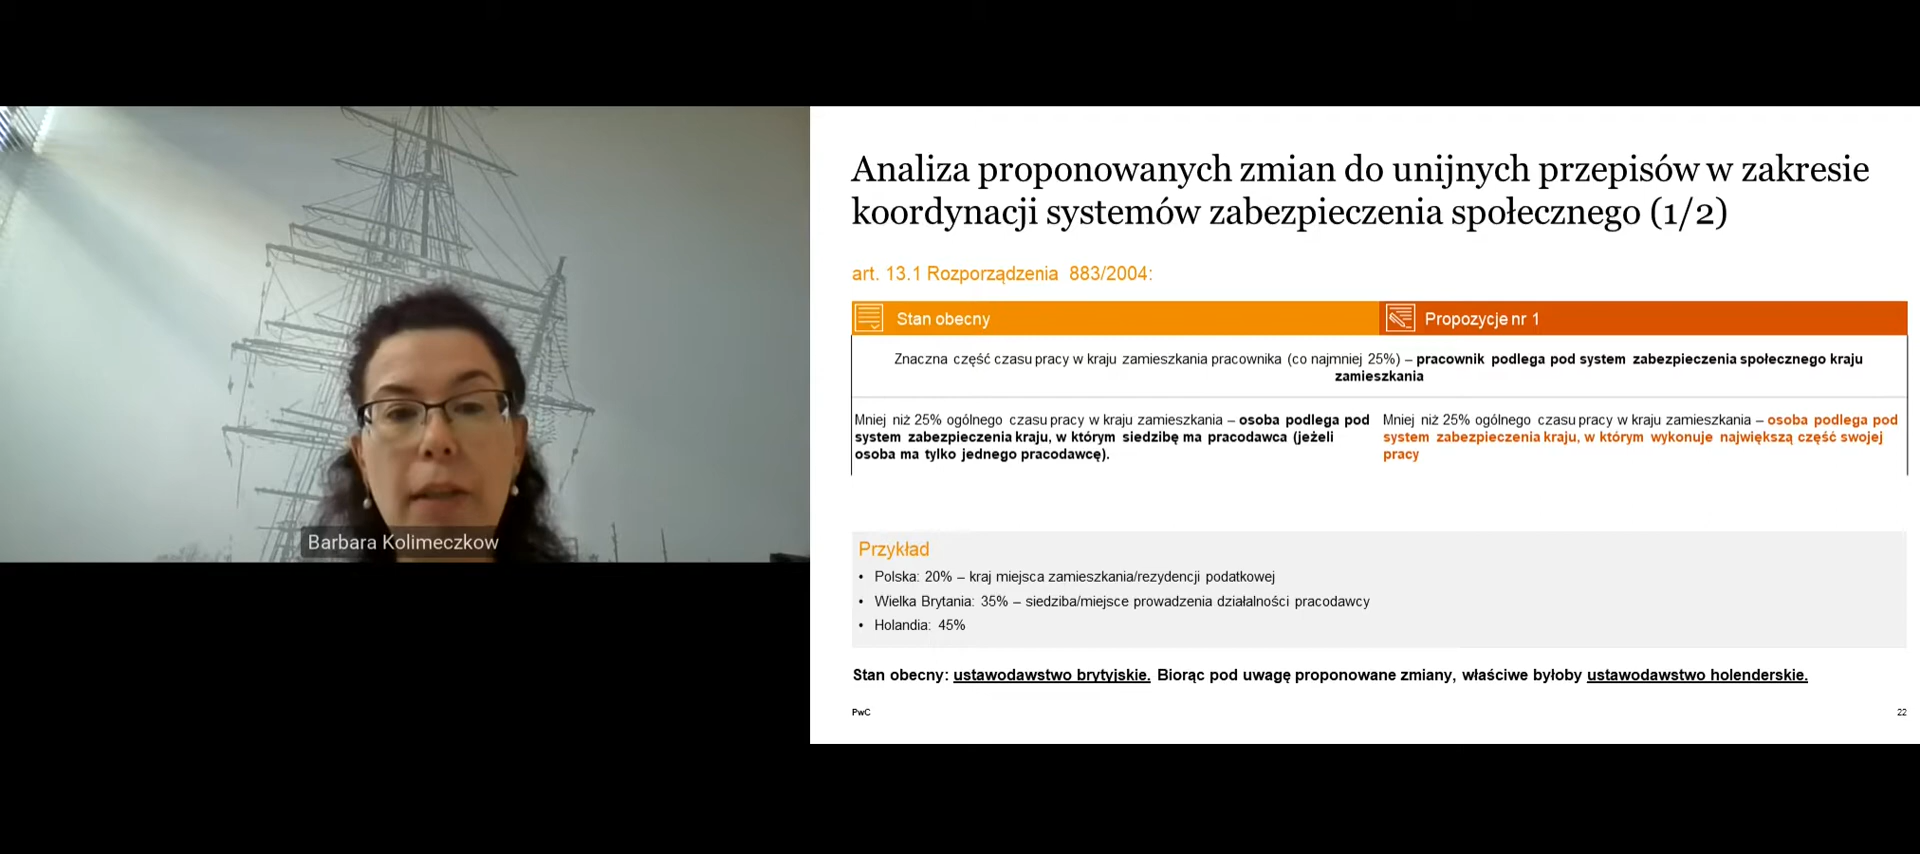 Barbara Kolimeczkow
Analiza proponowanych zmian do unijnych przepisów w zakresie
koordynacji systemów zabezpieczenia społecznego (1/2)
art. 13.1 Rozporządzenia 883/2004:
Stan obecny
Propozycje nr 1
Znaczna część czasu pracy w kraju zamieszkania pracownika (co najmniej 25%) – pracownik podlega pod system zabezpieczenia społecznego kraju
zamieszkania
Mniej niż 25% ogólnego czasu pracy w kraju zamieszkania – osoba podlega pod
system zabezpieczenia kraju, w którym siedzibę ma pracodawca (jeżeli
osoba ma tylko jednego pracodawcę).
Mniej niż 25% ogólnego czasu pracy w kraju zamieszkania – osoba podlega pod
system zabezpieczenia kraju, w którym wykonuje największą część swojej
pracy
Przykład
• Polska: 20% – kraj miejsca zamieszkania/rezydencji podatkowej
• Wielka Brytania: 35% – siedziba/miejsce prowadzenia działalności pracodawcy
• Holandia: 45%
Stan obecny: ustawodawstwo brytyjskie. Biorąc pod uwagę proponowane zmiany, właściwe byłoby ustawodawstwo holenderskie.
PwC
22